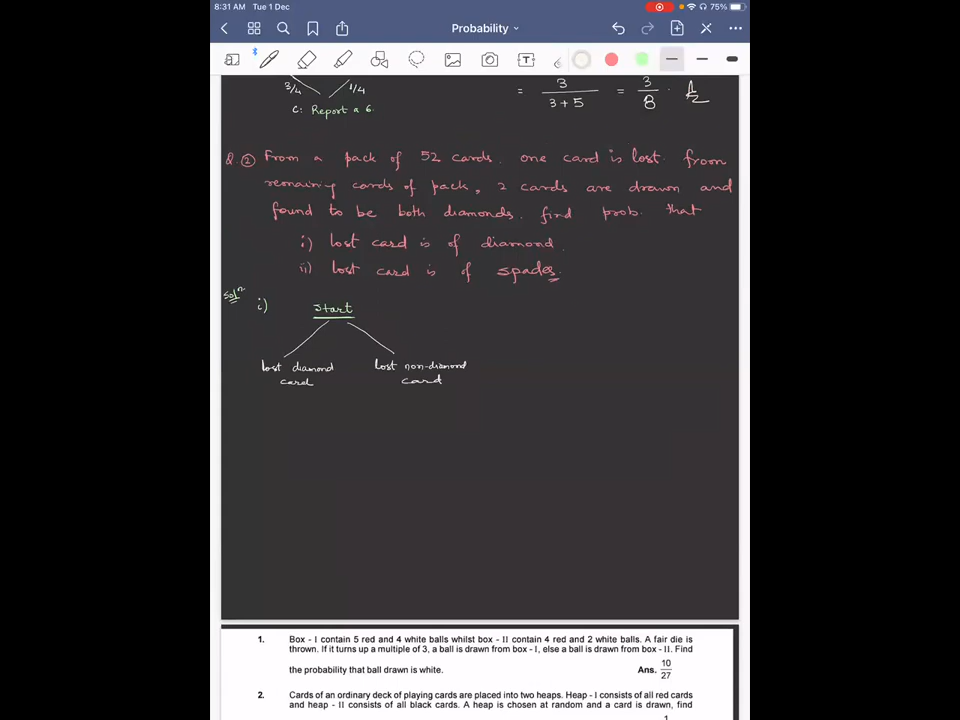 8:31 AM Tue 1 Dec
75%
Probability
3/4 1/4
C: Report a 6.
= 3 / 3 + 5 = 3 / 8 .
Q. ② From a pack of 52 cards, one card is lost. From
remaining cards of pack, 2 cards are drawn and
found to be both diamonds. find prob. that
i) lost card is of diamond.
ii) lost card is of spades.
Solⁿ. i) Start
lost diamond card
lost non-diamond card
1. Box - I contain 5 red and 4 white balls whilst box - II contain 4 red and 2 white balls. A fair die is
thrown. If it turns up a multiple of 3, a ball is drawn from box - I, else a ball is drawn from box - II. Find
the probability that ball drawn is white. Ans. 10/27
2. Cards of an ordinary deck of playing cards are placed into two heaps. Heap - I consists of all red cards
and heap - II consists of all black cards. A heap is chosen at random and a card is drawn, find
1